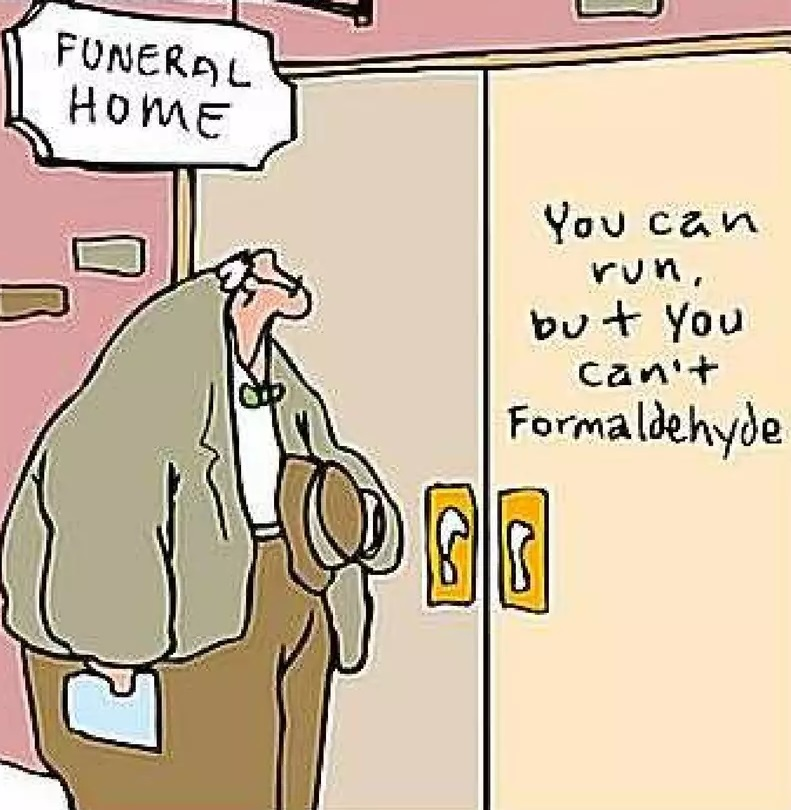 FUNERAL
HOME
You can
run,
but you
can't
Formaldehyde